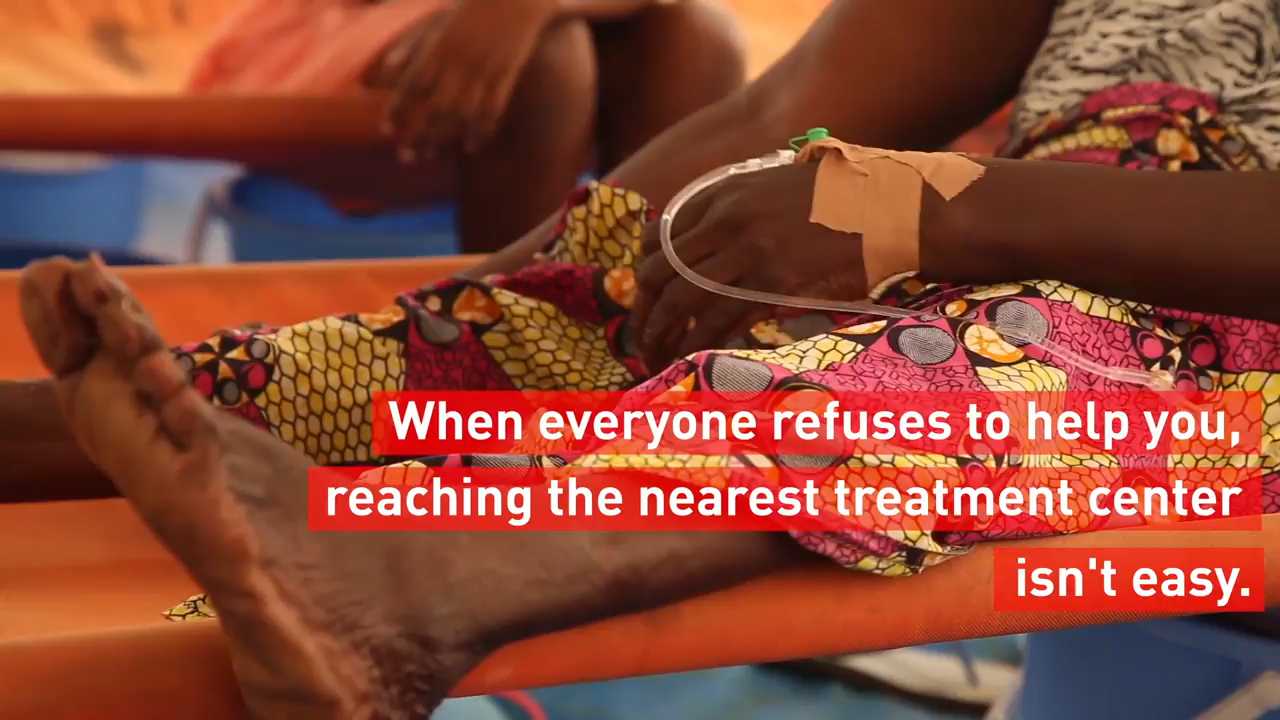 When everyone refuses to help you,
reaching the nearest treatment center
isn't easy.